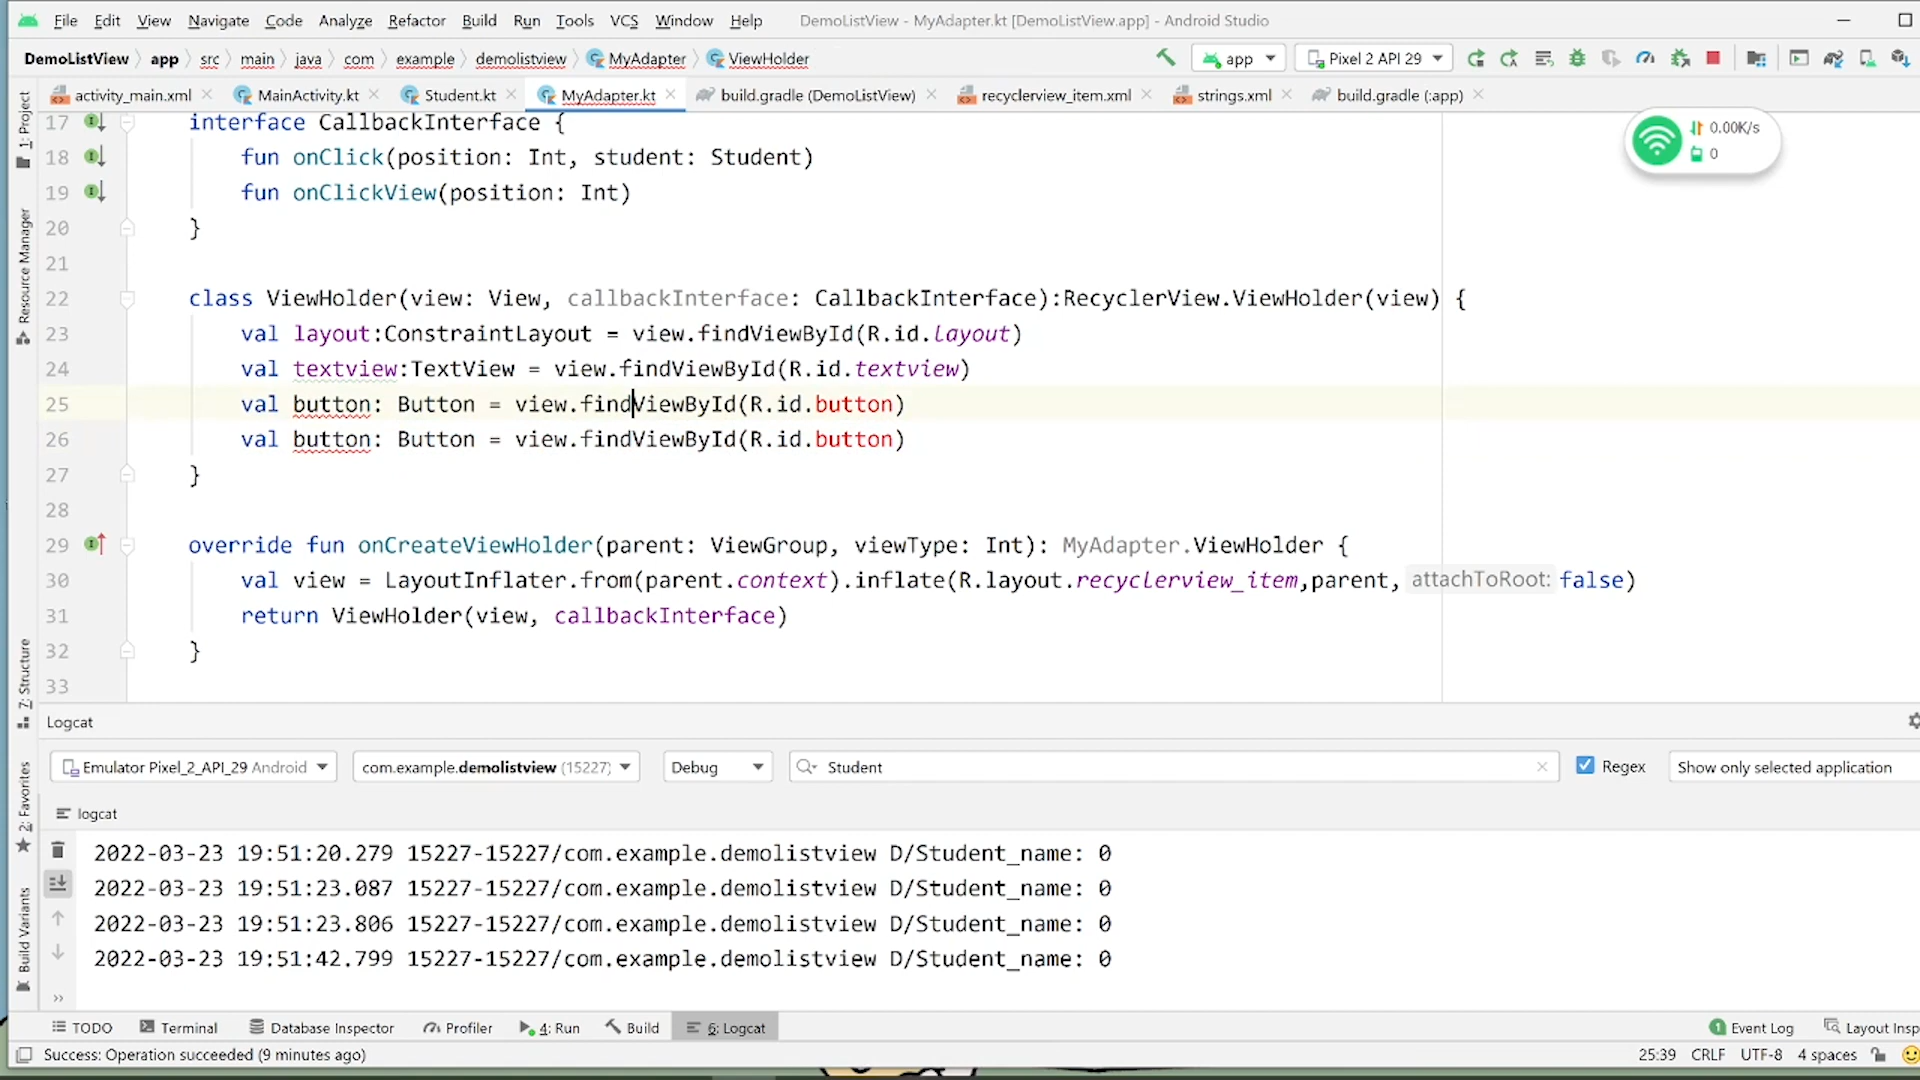 File Edit View Navigate Code Analyze Refactor Build Run Tools VCS Window Help DemoListView - MyAdapter.kt [DemoListView.app] - Android Studio
DemoListView app src main java com example demolistview MyAdapter ViewHolder app Pixel 2 API 29
activity_main.xml MainActivity.kt Student.kt MyAdapter.kt build.gradle (DemoListView) recyclerview_item.xml strings.xml build.gradle (:app)
1: Project
Resource Manager
7: Structure
2: Favorites
Build Variants
0.00K/s
0
17 interface CallbackInterface {
18 fun onClick(position: Int, student: Student)
19 fun onClickView(position: Int)
20 }
21
22 class ViewHolder(view: View, callbackInterface: CallbackInterface):RecyclerView.ViewHolder(view) {
23 val layout:ConstraintLayout = view.findViewById(R.id.layout)
24 val textview:TextView = view.findViewById(R.id.textview)
25 val button: Button = view.findViewById(R.id.button)
26 val button: Button = view.findViewById(R.id.button)
27 }
28
29 override fun onCreateViewHolder(parent: ViewGroup, viewType: Int): MyAdapter.ViewHolder {
30 val view = LayoutInflater.from(parent.context).inflate(R.layout.recyclerview_item,parent, attachToRoot: false)
31 return ViewHolder(view, callbackInterface)
32 }
33
Logcat
Emulator Pixel_2_API_29 Android com.example.demolistview (15227) Debug Student Regex Show only selected application
logcat
2022-03-23 19:51:20.279 15227-15227/com.example.demolistview D/Student_name: 0
2022-03-23 19:51:23.087 15227-15227/com.example.demolistview D/Student_name: 0
2022-03-23 19:51:23.806 15227-15227/com.example.demolistview D/Student_name: 0
2022-03-23 19:51:42.799 15227-15227/com.example.demolistview D/Student_name: 0
TODO Terminal Database Inspector Profiler 4: Run Build 6: Logcat 1 Event Log Layout Insp
Success: Operation succeeded (9 minutes ago) 25:39 CRLF UTF-8 4 spaces